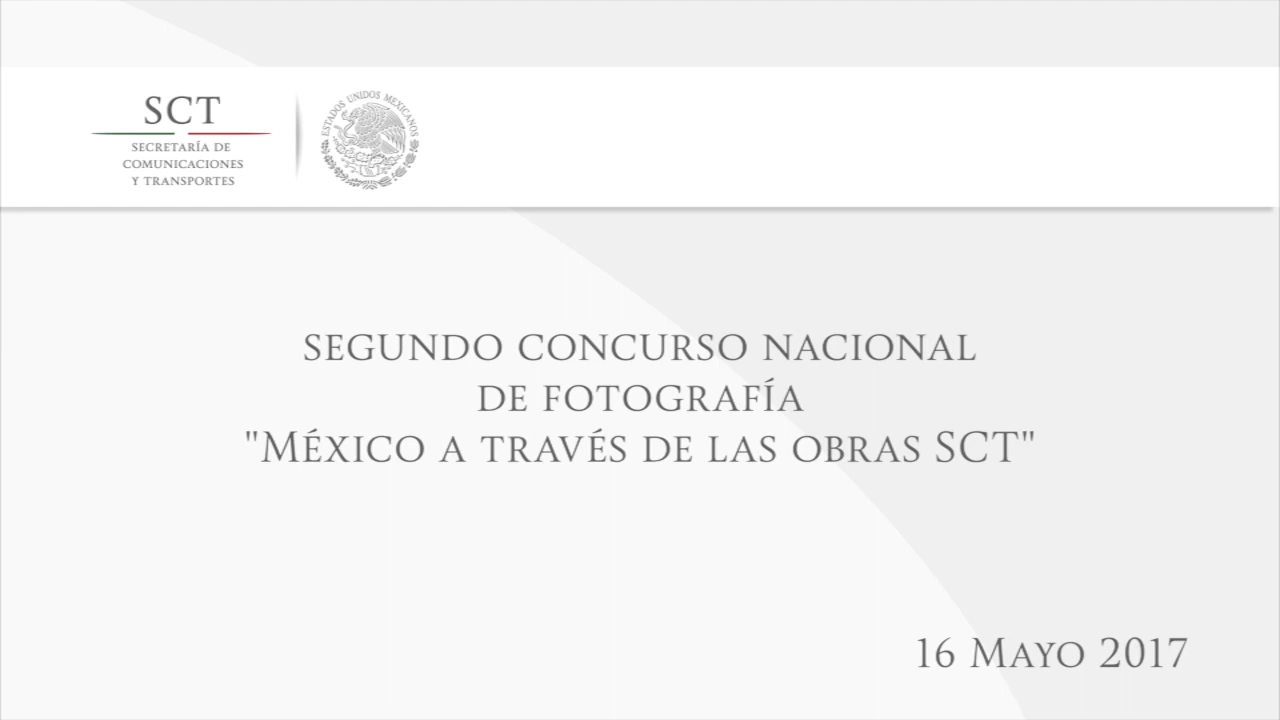 SCT
SECRETARÍA DE
COMUNICACIONES
Y TRANSPORTES
ESTADOS UNIDOS MEXICANOS
SEGUNDO CONCURSO NACIONAL
DE FOTOGRAFÍA
"MÉXICO A TRAVÉS DE LAS OBRAS SCT"
16 MAYO 2017